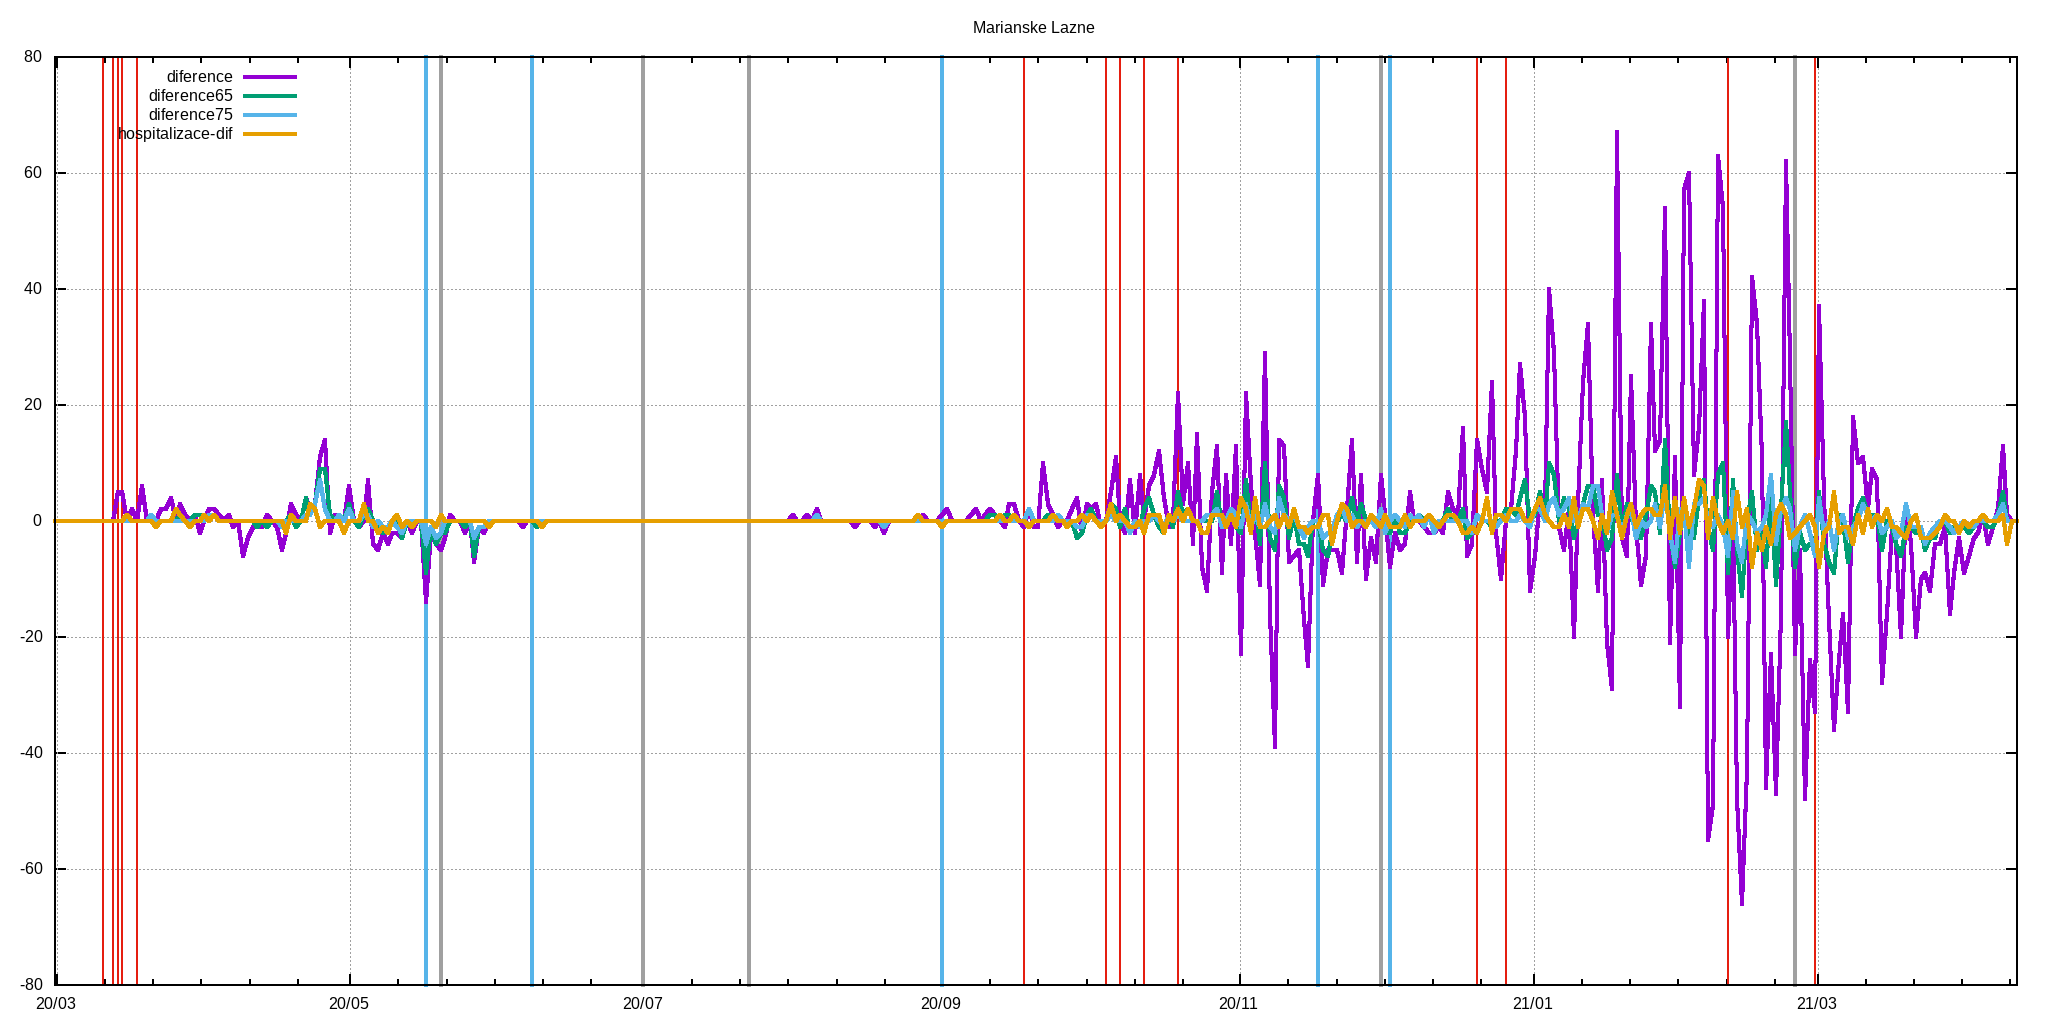 Marianske Lazne
80
diference
diference65
diference75
hospitalizace-dif
60
40
20
0
-20
-40
-60
-80
20/03 20/05 20/07 20/09 20/11 21/01 21/03